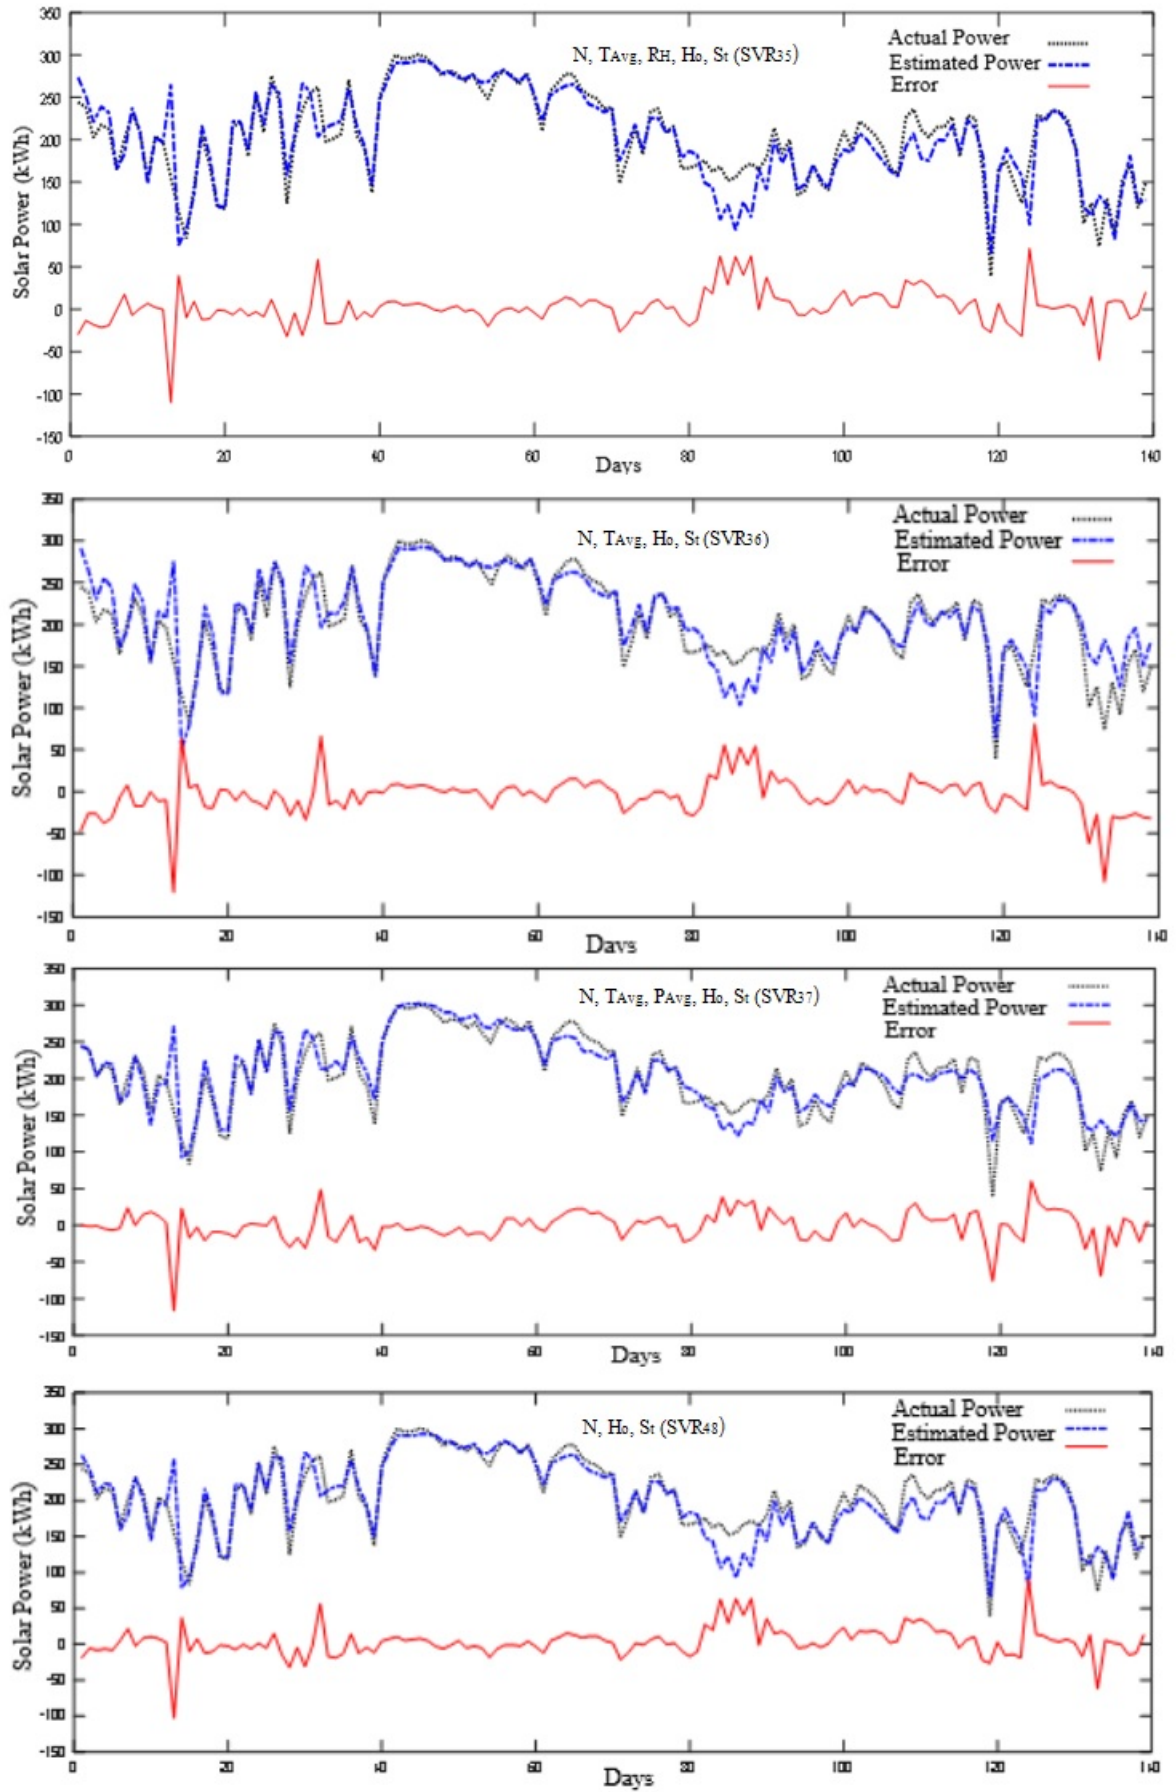 350
300
250
200
150
100
50
0
-50
-100
-150
Solar Power (kWh)
N, TAvg, RH, H0, St (SVR35)
Actual Power
Estimated Power
Error
0 20 40 60 80 100 120 140
Days
350
300
250
200
150
100
50
0
-50
-100
-150
Solar Power (kWh)
N, TAvg, H0, St (SVR36)
Actual Power
Estimated Power
Error
0 20 40 60 80 100 120 140
Days
350
300
250
200
150
100
50
0
-50
-100
-150
Solar Power (kWh)
N, TAvg, PAvg, H0, St (SVR37)
Actual Power
Estimated Power
Error
0 20 40 60 80 100 120 140
Days
350
300
250
200
150
100
50
0
-50
-100
-150
Solar Power (kWh)
N, H0, St (SVR48)
Actual Power
Estimated Power
Error
0 20 40 60 80 100 120 140
Days